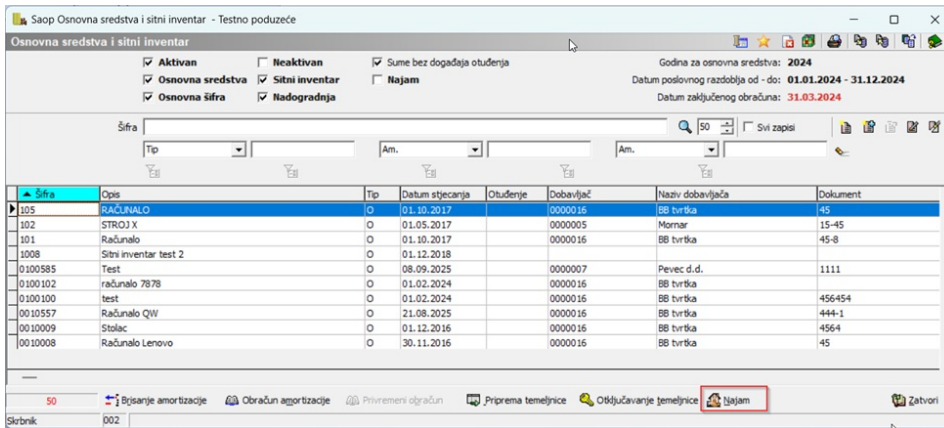 Saop Osnovna sredstva i sitni inventar - Testno poduzeće
Osnovna sredstva i sitni inventar
Aktivan Neaktivan Sume bez događaja otuđenja Godina za osnovna sredstva: 2024
Osnovna sredstva Sitni inventar Najam Datum poslovnog razdoblja od - do: 01.01.2024 - 31.12.2024
Osnovna šifra Nadogradnja Datum zaključenog obračuna: 31.03.2024
Šifra 50 Svi zapisi
Tip Am. Am.
Šifra Opis Tip Datum stjecanja Otuđenje Dobavljač Naziv dobavljača Dokument
105 RAČUNALO O 01.10.2017 0000016 BB tvrtka 45
102 STROJ X O 01.05.2017 0000005 Mornar 15-45
101 Računalo O 01.10.2017 0000016 BB tvrtka 45-8
1008 Sitni inventar test 2 O 01.12.2018
0100585 Test O 08.09.2025 0000007 Pevec d.d. 1111
0100102 računalo 7878 O 01.02.2024 0000016 BB tvrtka
0100100 test O 01.02.2024 0000016 BB tvrtka 456454
0010557 Računalo QW O 21.08.2025 0000016 BB tvrtka 444-1
0010009 Stolac O 01.12.2016 0000016 BB tvrtka 4564
0010008 Računalo Lenovo O 30.11.2016 0000016 BB tvrtka 45
50 Brisanje amortizacije Obračun amortizacije Privremeni obračun Priprema temeljnice Otključavanje temeljnice Najam Zatvori
Skrbnik 002